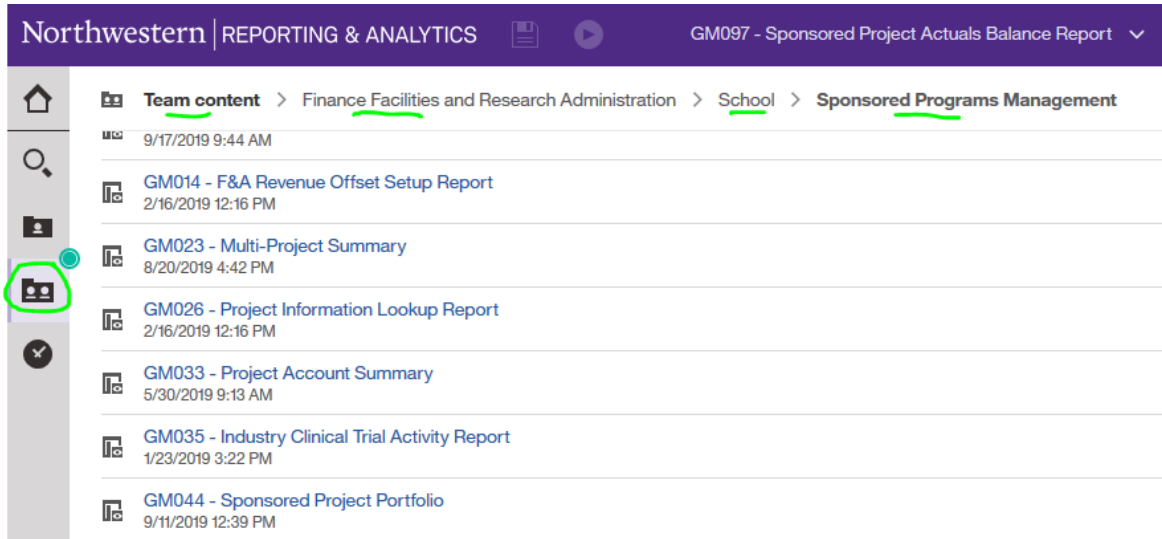 Northwestern | REPORTING & ANALYTICS GM097 - Sponsored Project Actuals Balance Report
Team content > Finance Facilities and Research Administration > School > Sponsored Programs Management
9/17/2019 9:44 AM
GM014 - F&A Revenue Offset Setup Report
2/16/2019 12:16 PM
GM023 - Multi-Project Summary
8/20/2019 4:42 PM
GM026 - Project Information Lookup Report
2/16/2019 12:16 PM
GM033 - Project Account Summary
5/30/2019 9:13 AM
GM035 - Industry Clinical Trial Activity Report
1/23/2019 3:22 PM
GM044 - Sponsored Project Portfolio
9/11/2019 12:39 PM